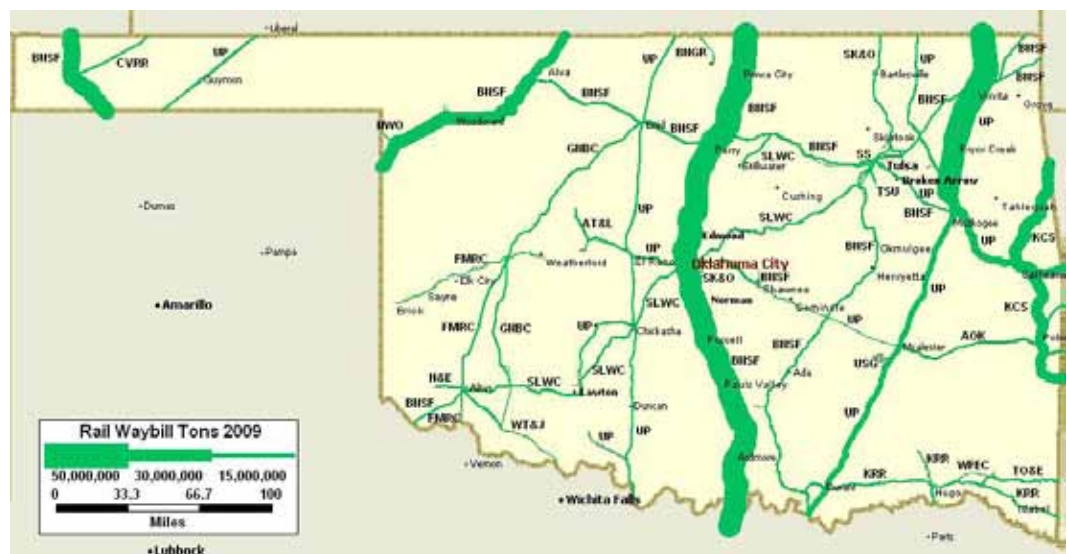 Liberal
BNSF
CVRR
UP
Guymon
UP
BNGR
SK&O
UP
BNSF
BNSF
Ponca City
Bartlesville
Vinita
Grove
Alva
BNSF
BNSF
BNSF
BNSF
UP
Woodward
Enid
BNSF
Perry
SLWC
BNSF
Skiatook
Pryor Creek
GNBC
Stillwater
SS
Tulsa
Broken Arrow
TSU
UP
Cushing
BNSF
Muskogee
Tahlequah
Dumas
AT&L
UP
SLWC
Edmond
BNSF
Okmulgee
UP
KCS
Pampa
FMRC
Weatherford
UP
El Reno
Oklahoma City
Sallisaw
Elk City
SK&O
BNSF
Shawnee
Henryetta
UP
Sayre
Norman
Seminole
Amarillo
Erick
SLWC
UP
KCS
FMRC
GNBC
UP
Chickasha
Purcell
BNSF
McAlester
AOK
BNSF
USG
SLWC
Ada
H&E
Altus
SLWC
Lawton
Pauls Valley
BNSF
FMRC
WT&J
Duncan
UP
UP
UP
Vernon
Ardmore
KRR
WFEC
TO&E
Wichita Falls
Durant
KRR
Hugo
KRR
Idabel
Paris
Lubbock
Rail Waybill Tons 2009
50,000,000 30,000,000 15,000,000
0 33.3 66.7 100
Miles